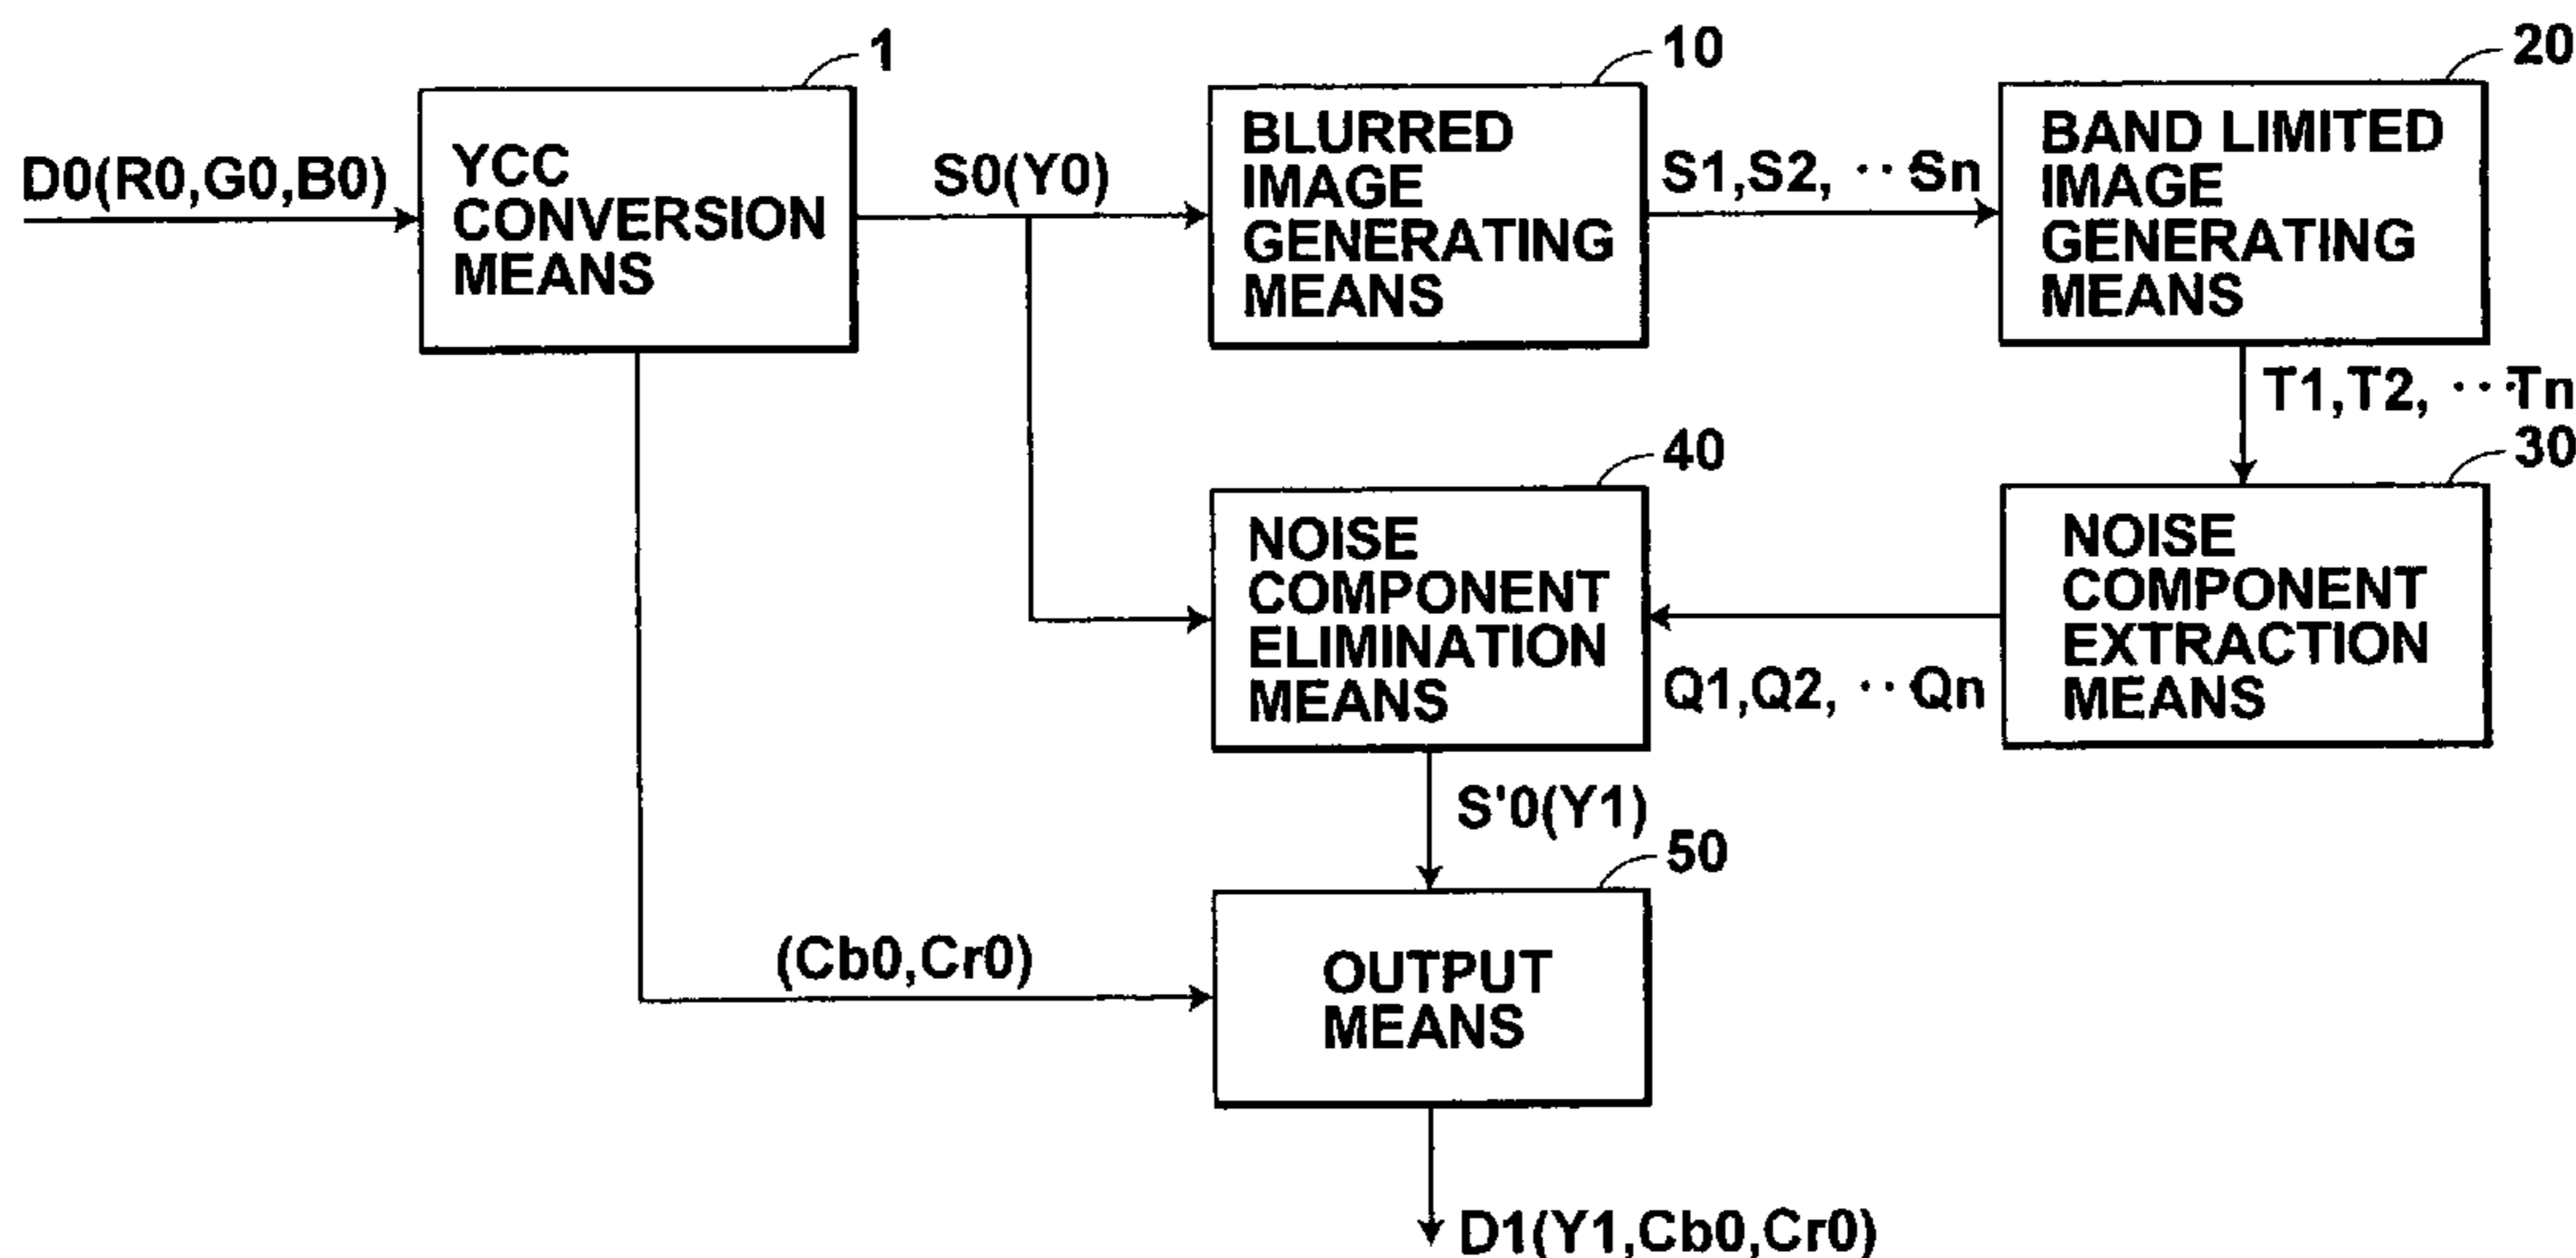 1
10
20
D0(R0,G0,B0)
YCC
CONVERSION
MEANS
S0(Y0)
BLURRED
IMAGE
GENERATING
MEANS
S1,S2, ···Sn
BAND LIMITED
IMAGE
GENERATING
MEANS
T1,T2, ···Tn
40
30
NOISE
COMPONENT
ELIMINATION
MEANS
Q1,Q2, ···Qn
NOISE
COMPONENT
EXTRACTION
MEANS
S'0(Y1)
50
(Cb0,Cr0)
OUTPUT
MEANS
D1(Y1,Cb0,Cr0)